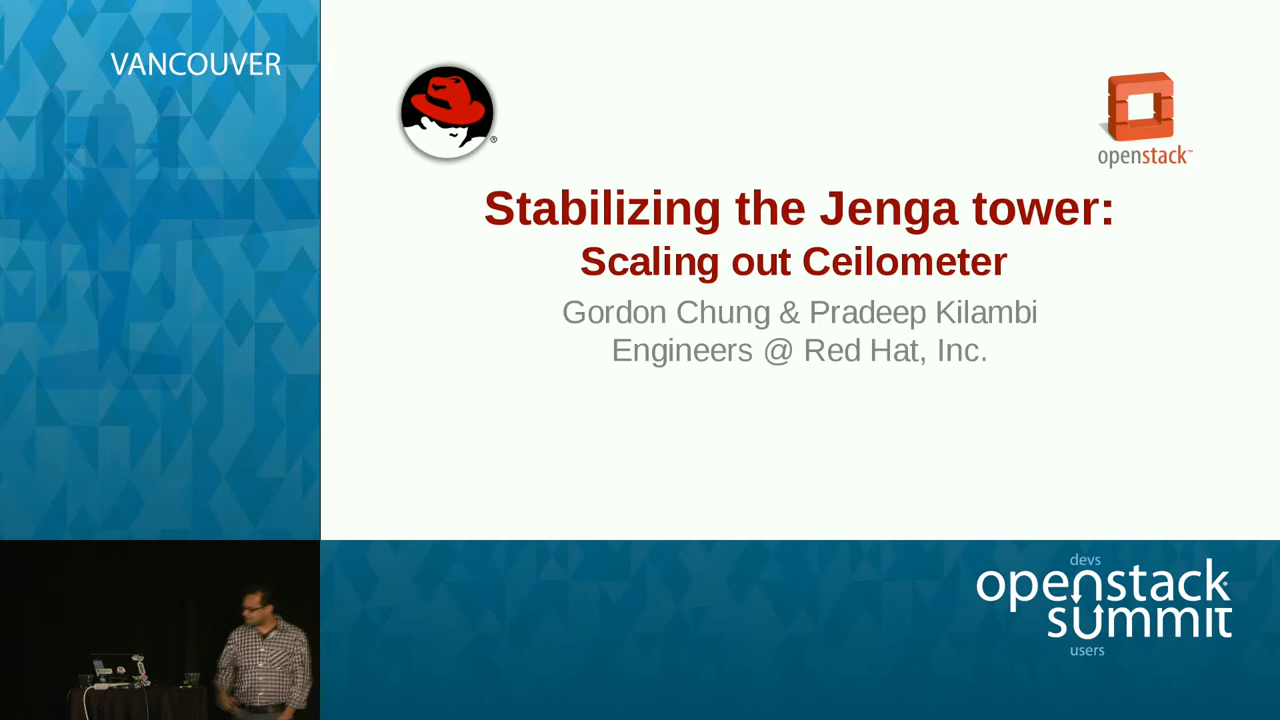 VANCOUVER
®
openstack™
Stabilizing the Jenga tower:
Scaling out Ceilometer
Gordon Chung & Pradeep Kilambi
Engineers @ Red Hat, Inc.
devs
openstack
summit
users